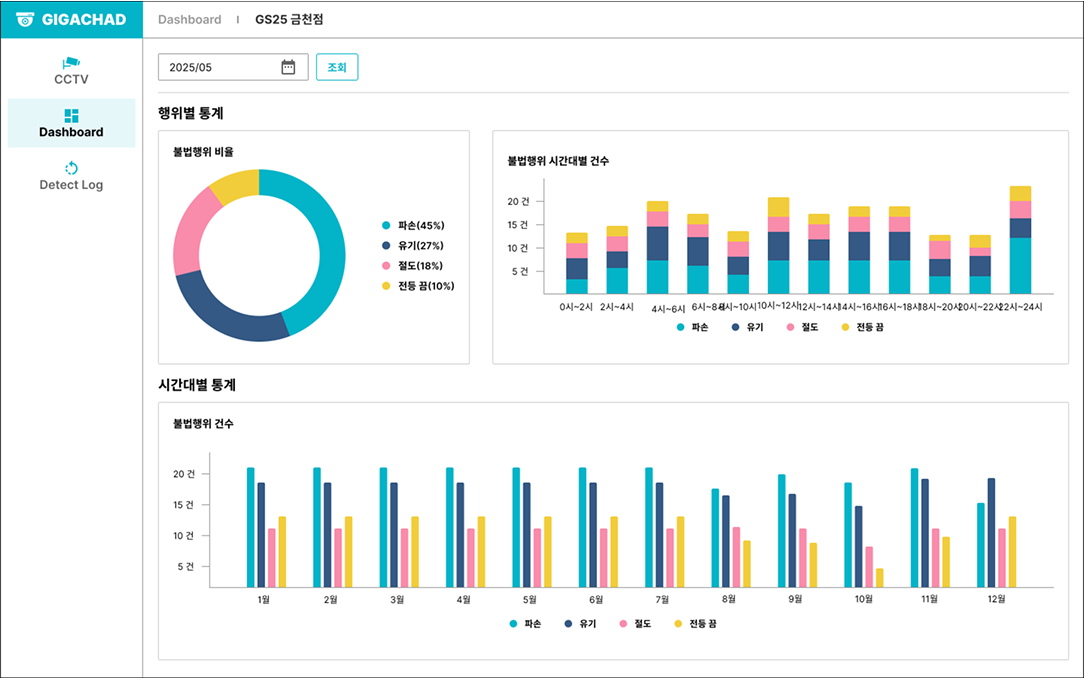 GIGACHAD
Dashboard | GS25 금천점
CCTV
Dashboard
Detect Log
2025/05
조회
행위별 통계
불법행위 비율
파손(45%)
유기(27%)
절도(18%)
전등 끔(10%)
불법행위 시간대별 건수
20 건
15 건
10 건
5 건
0시~2시 2시~4시 4시~6시 6시~8시 8시~10시 10시~12시 12시~14시 14시~16시 16시~18시 18시~20시 20시~22시 22시~24시
파손 유기 절도 전등 끔
시간대별 통계
불법행위 건수
20 건
15 건
10 건
5 건
1월 2월 3월 4월 5월 6월 7월 8월 9월 10월 11월 12월
파손 유기 절도 전등 끔